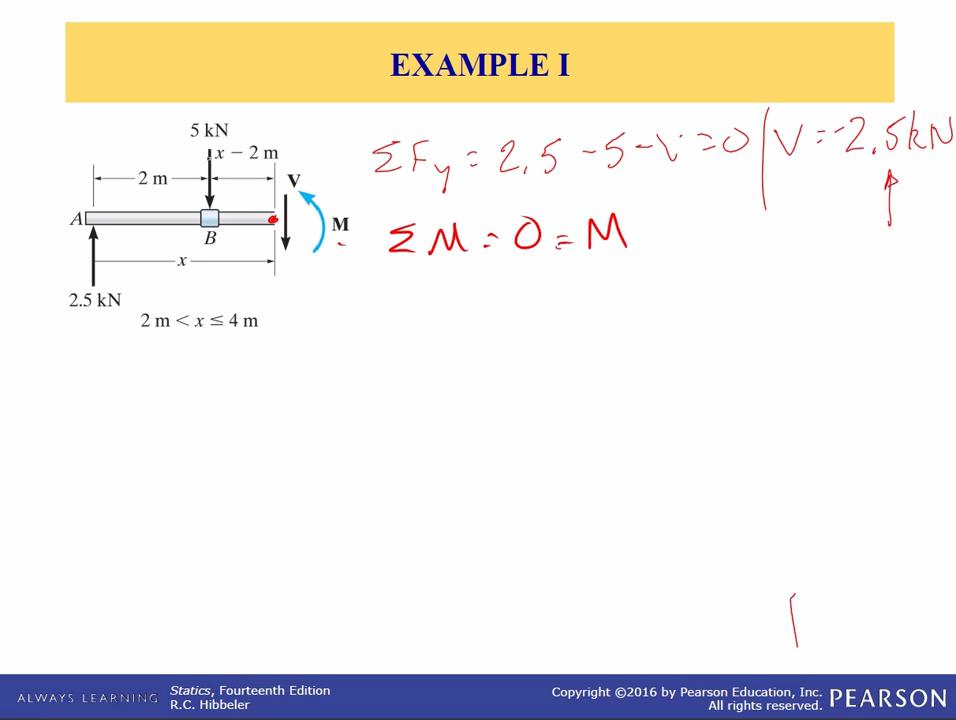 EXAMPLE I
5 kN
x − 2 m
2 m
V
A
B
M
x
2.5 kN
2 m < x ≤ 4 m
ΣFy = 2.5 − 5 − V = 0 | V = −2.5 kN
ΣM = 0 = M
ALWAYS LEARNING
Statics, Fourteenth Edition
R.C. Hibbeler
Copyright ©2016 by Pearson Education, Inc.
All rights reserved.
PEARSON